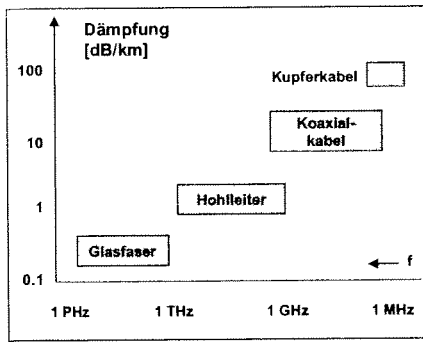 Dämpfung
[dB/km]
100
Kupferkabel
Koaxial-
kabel
10
Hohlleiter
1
Glasfaser
f
0.1
1 PHz 1 THz 1 GHz 1 MHz